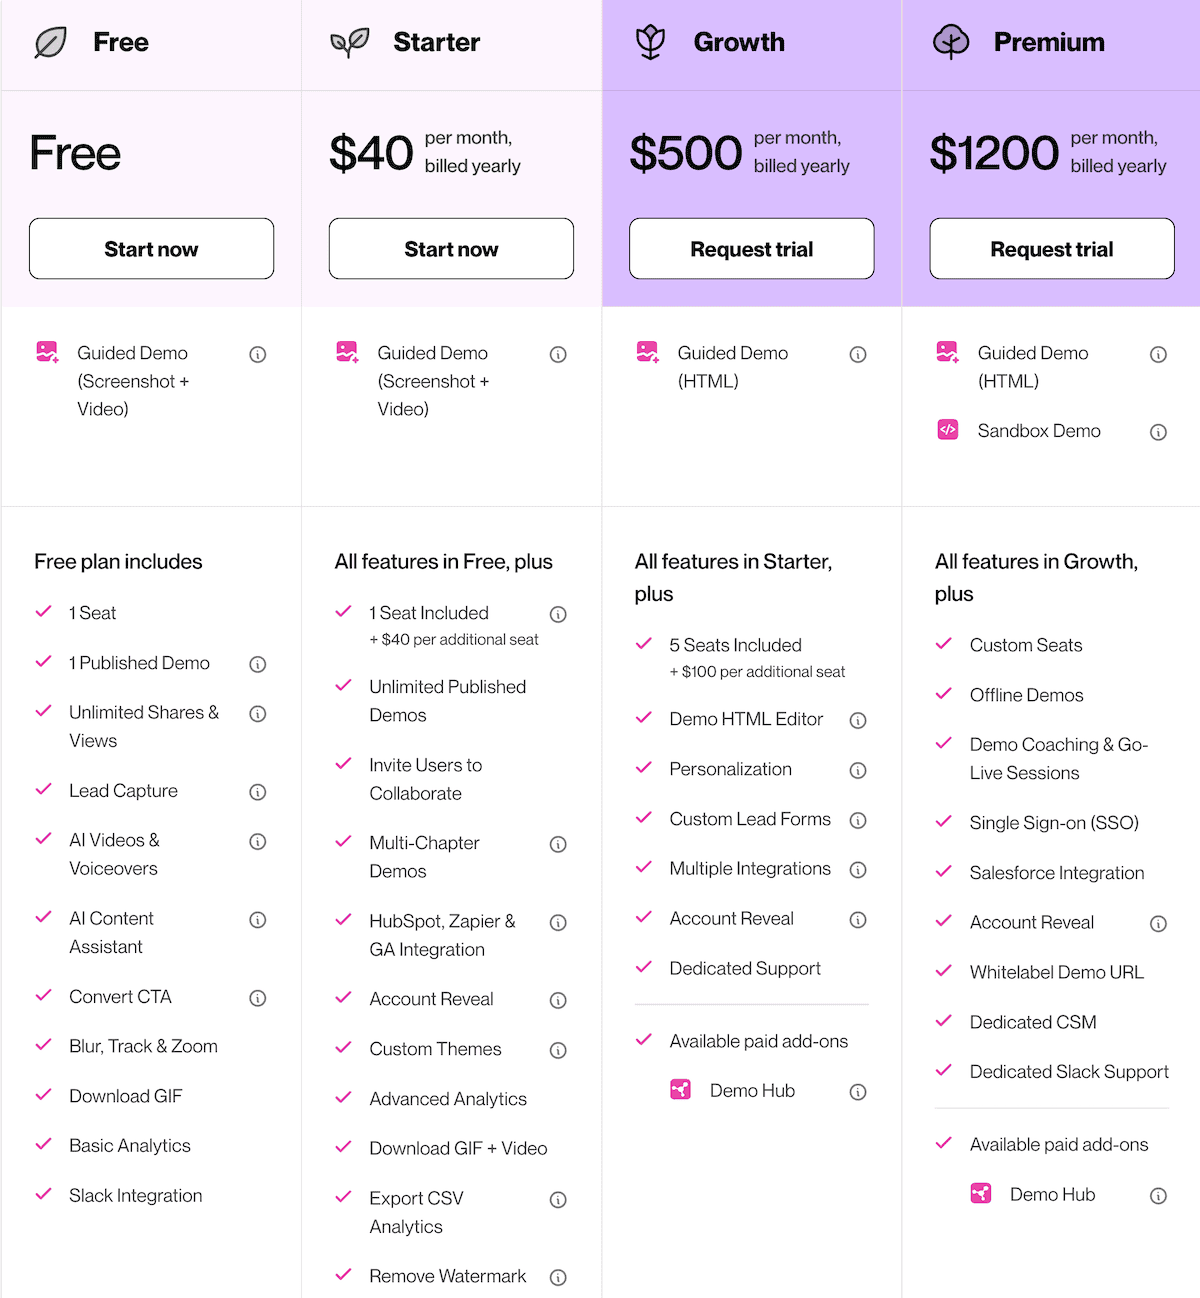 Free
Free
Start now
Guided Demo
(Screenshot +
Video)
Free plan includes
1 Seat
1 Published Demo
Unlimited Shares &
Views
Lead Capture
AI Videos &
Voiceovers
AI Content
Assistant
Convert CTA
Blur, Track & Zoom
Download GIF
Basic Analytics
Slack Integration
Starter
$40
per month,
billed yearly
Start now
Guided Demo
(Screenshot +
Video)
All features in Free, plus
1 Seat Included
+ $40 per additional seat
Unlimited Published
Demos
Invite Users to
Collaborate
Multi-Chapter
Demos
HubSpot, Zapier &
GA Integration
Account Reveal
Custom Themes
Advanced Analytics
Download GIF + Video
Export CSV
Analytics
Remove Watermark
Growth
$500
per month,
billed yearly
Request trial
Guided Demo
(HTML)
All features in Starter,
plus
5 Seats Included
+ $100 per additional seat
Demo HTML Editor
Personalization
Custom Lead Forms
Multiple Integrations
Account Reveal
Dedicated Support
Available paid add-ons
Demo Hub
Premium
$1200
per month,
billed yearly
Request trial
Guided Demo
(HTML)
Sandbox Demo
All features in Growth,
plus
Custom Seats
Offline Demos
Demo Coaching & Go-
Live Sessions
Single Sign-on (SSO)
Salesforce Integration
Account Reveal
Whitelabel Demo URL
Dedicated CSM
Dedicated Slack Support
Available paid add-ons
Demo Hub